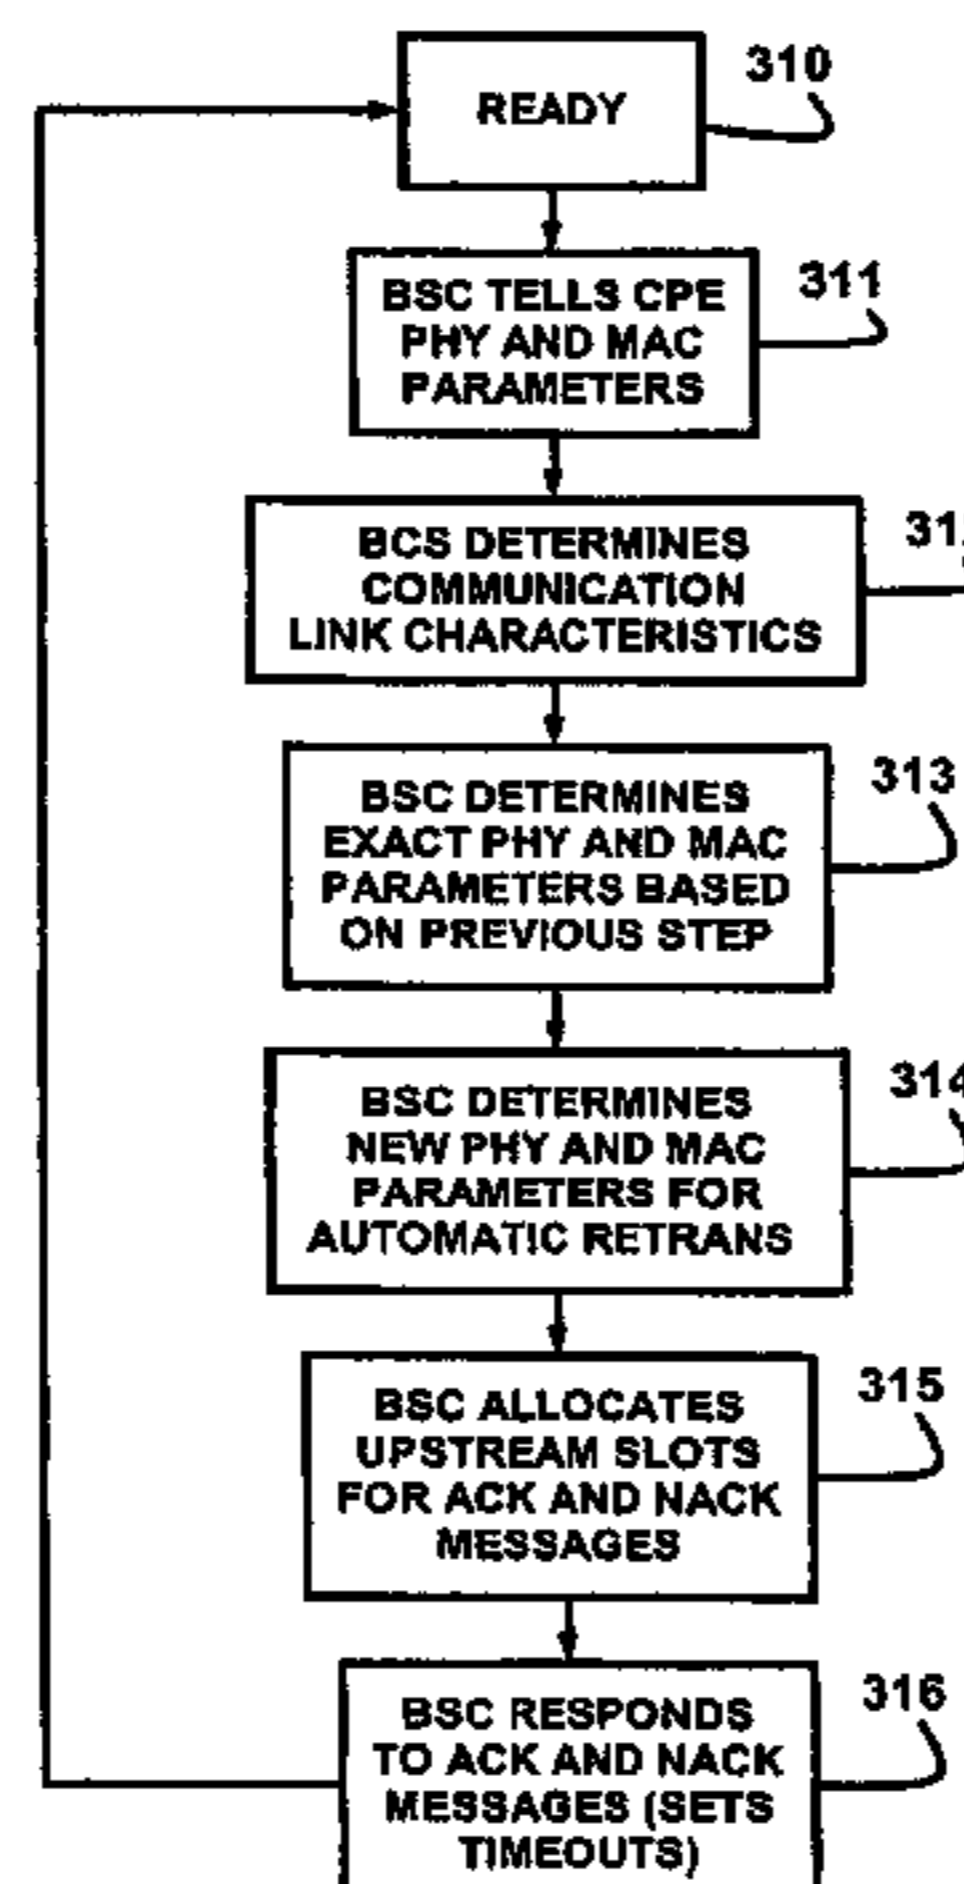 READY
310
BSC TELLS CPE
PHY AND MAC
PARAMETERS
311
BCS DETERMINES
COMMUNICATION
LINK CHARACTERISTICS
BSC DETERMINES
EXACT PHY AND MAC
PARAMETERS BASED
ON PREVIOUS STEP
313
BSC DETERMINES
NEW PHY AND MAC
PARAMETERS FOR
AUTOMATIC RETRANS
314
BSC ALLOCATES
UPSTREAM SLOTS
FOR ACK AND NACK
MESSAGES
315
BSC RESPONDS
TO ACK AND NACK
MESSAGES (SETS
TIMEOUTS)
316